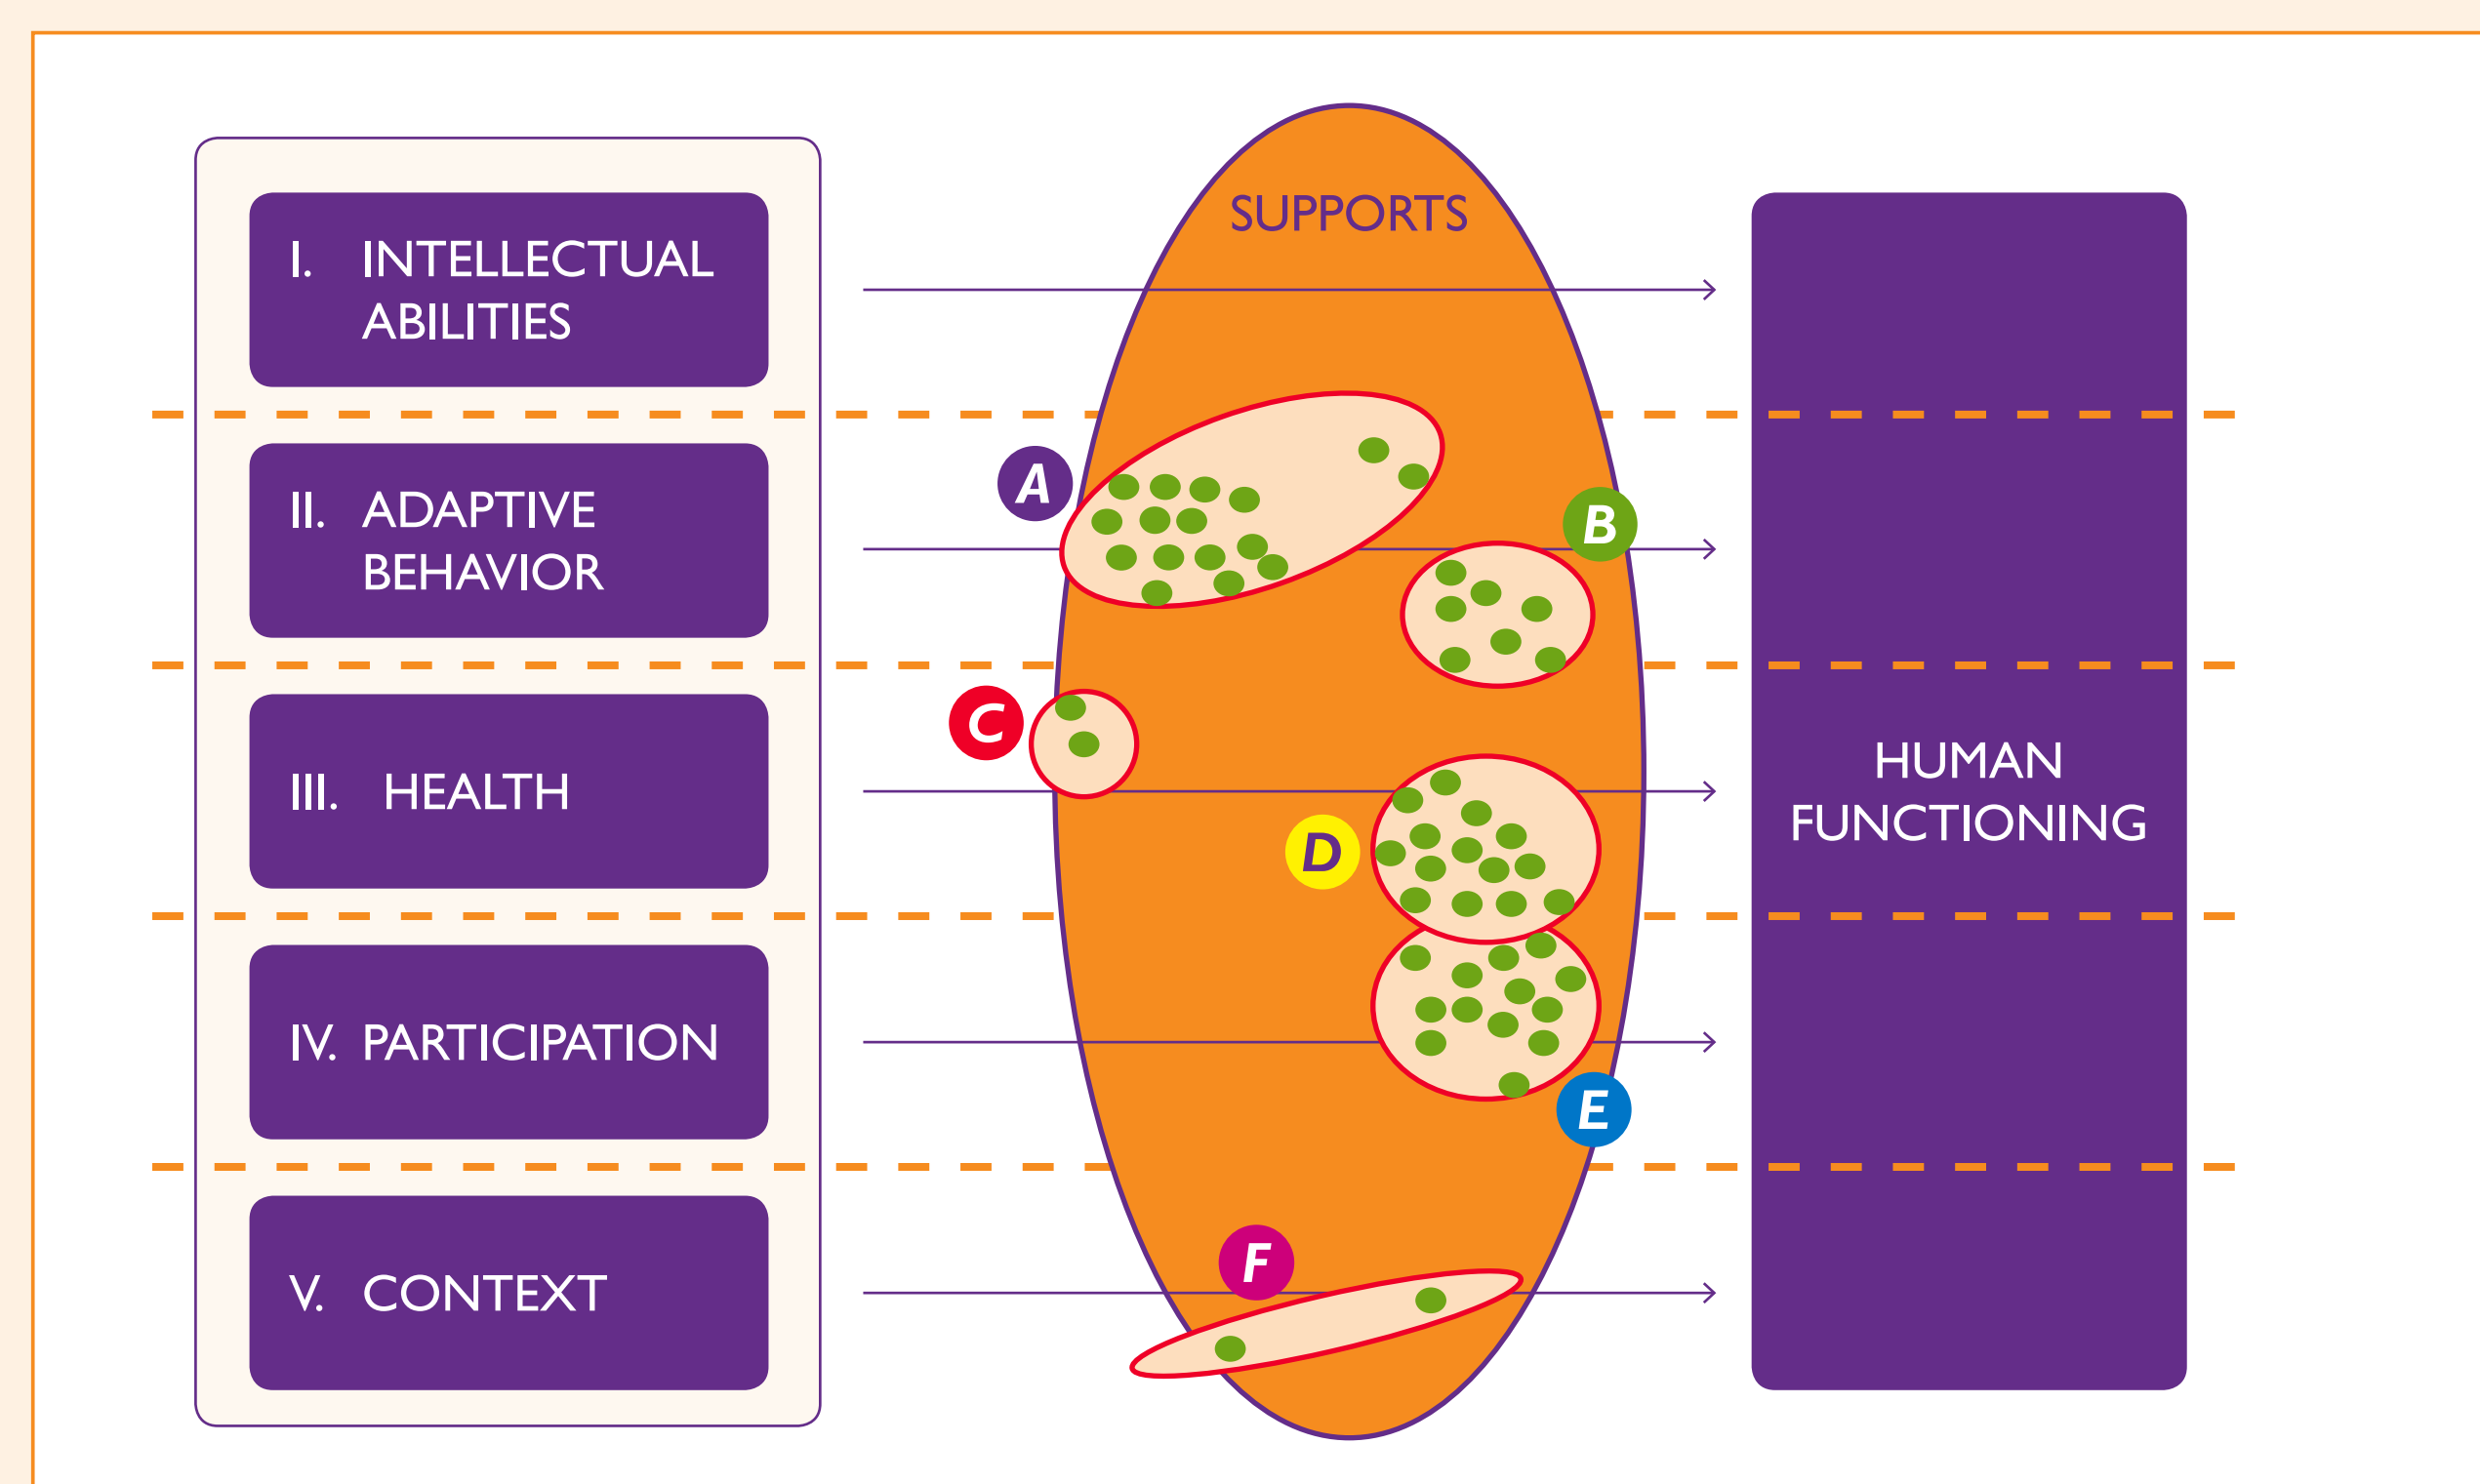 I. INTELLECTUAL
ABILITIES
II. ADAPTIVE
BEHAVIOR
III. HEALTH
IV. PARTICIPATION
V. CONTEXT
SUPPORTS
A
B
C
D
E
F
HUMAN
FUNCTIONING